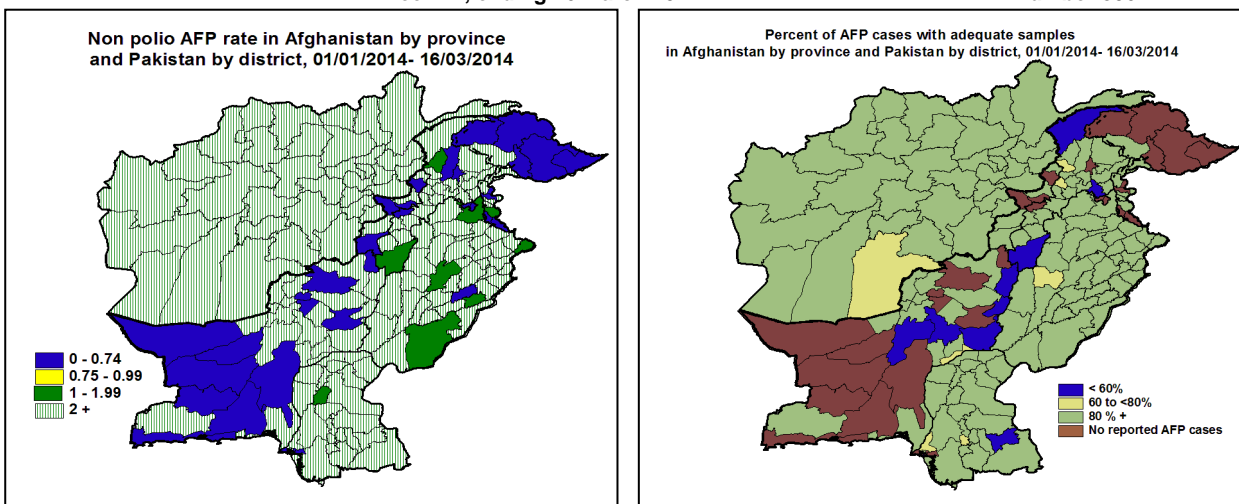 Non polio AFP rate in Afghanistan by province
and Pakistan by district, 01/01/2014- 16/03/2014
0 - 0.74
0.75 - 0.99
1 - 1.99
2 +
Percent of AFP cases with adequate samples
in Afghanistan by province and Pakistan by district, 01/01/2014- 16/03/2014
< 60%
60 to <80%
80 % +
No reported AFP cases